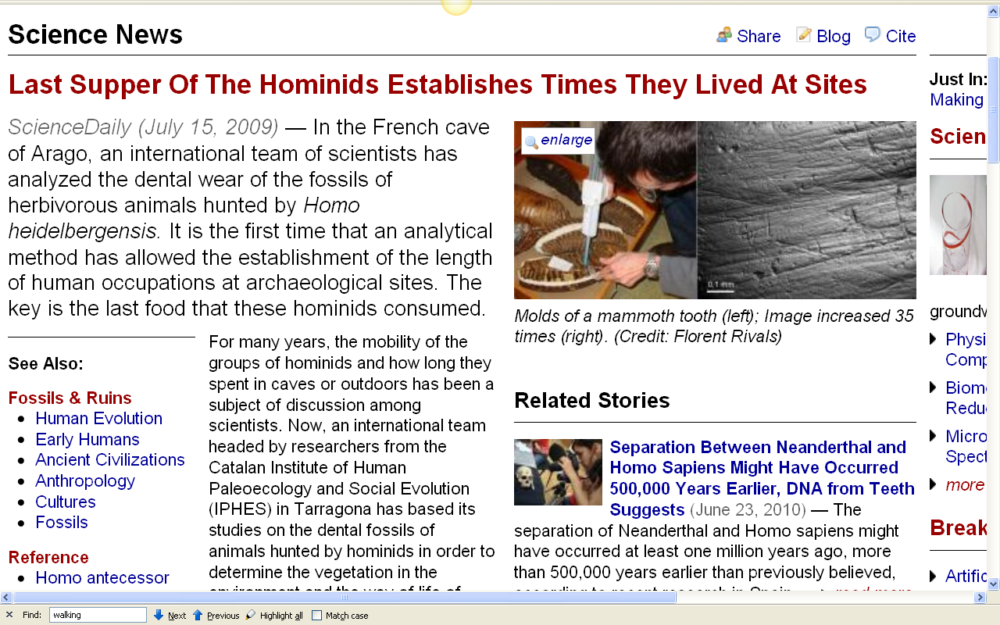 Science News
Share Blog Cite
Last Supper Of The Hominids Establishes Times They Lived At Sites
ScienceDaily (July 15, 2009) — In the French cave
of Arago, an international team of scientists has
analyzed the dental wear of the fossils of
herbivorous animals hunted by Homo
heidelbergensis. It is the first time that an analytical
method has allowed the establishment of the length
of human occupations at archaeological sites. The
key is the last food that these hominids consumed.
See Also:
Fossils & Ruins
Human Evolution
Early Humans
Ancient Civilizations
Anthropology
Cultures
Fossils
Reference
Homo antecessor
For many years, the mobility of the
groups of hominids and how long they
spent in caves or outdoors has been a
subject of discussion among
scientists. Now, an international team
headed by researchers from the
Catalan Institute of Human
Paleoecology and Social Evolution
(IPHES) in Tarragona has based its
studies on the dental fossils of
animals hunted by hominids in order to
determine the vegetation in the
environment and the way of life of
enlarge
0,1 mm
Molds of a mammoth tooth (left); Image increased 35
times (right). (Credit: Florent Rivals)
Related Stories
Separation Between Neanderthal and
Homo Sapiens Might Have Occurred
500,000 Years Earlier, DNA from Teeth
Suggests (June 23, 2010) — The
separation of Neanderthal and Homo sapiens might
have occurred at least one million years ago, more
than 500,000 years earlier than previously believed,
according to recent research in Spain.
read more
Just In:
Making
Scien
groundw
Physi
Comp
Biome
Redu
Micro
Spect
more
Break
Artific
Find: walking Next Previous Highlight all Match case